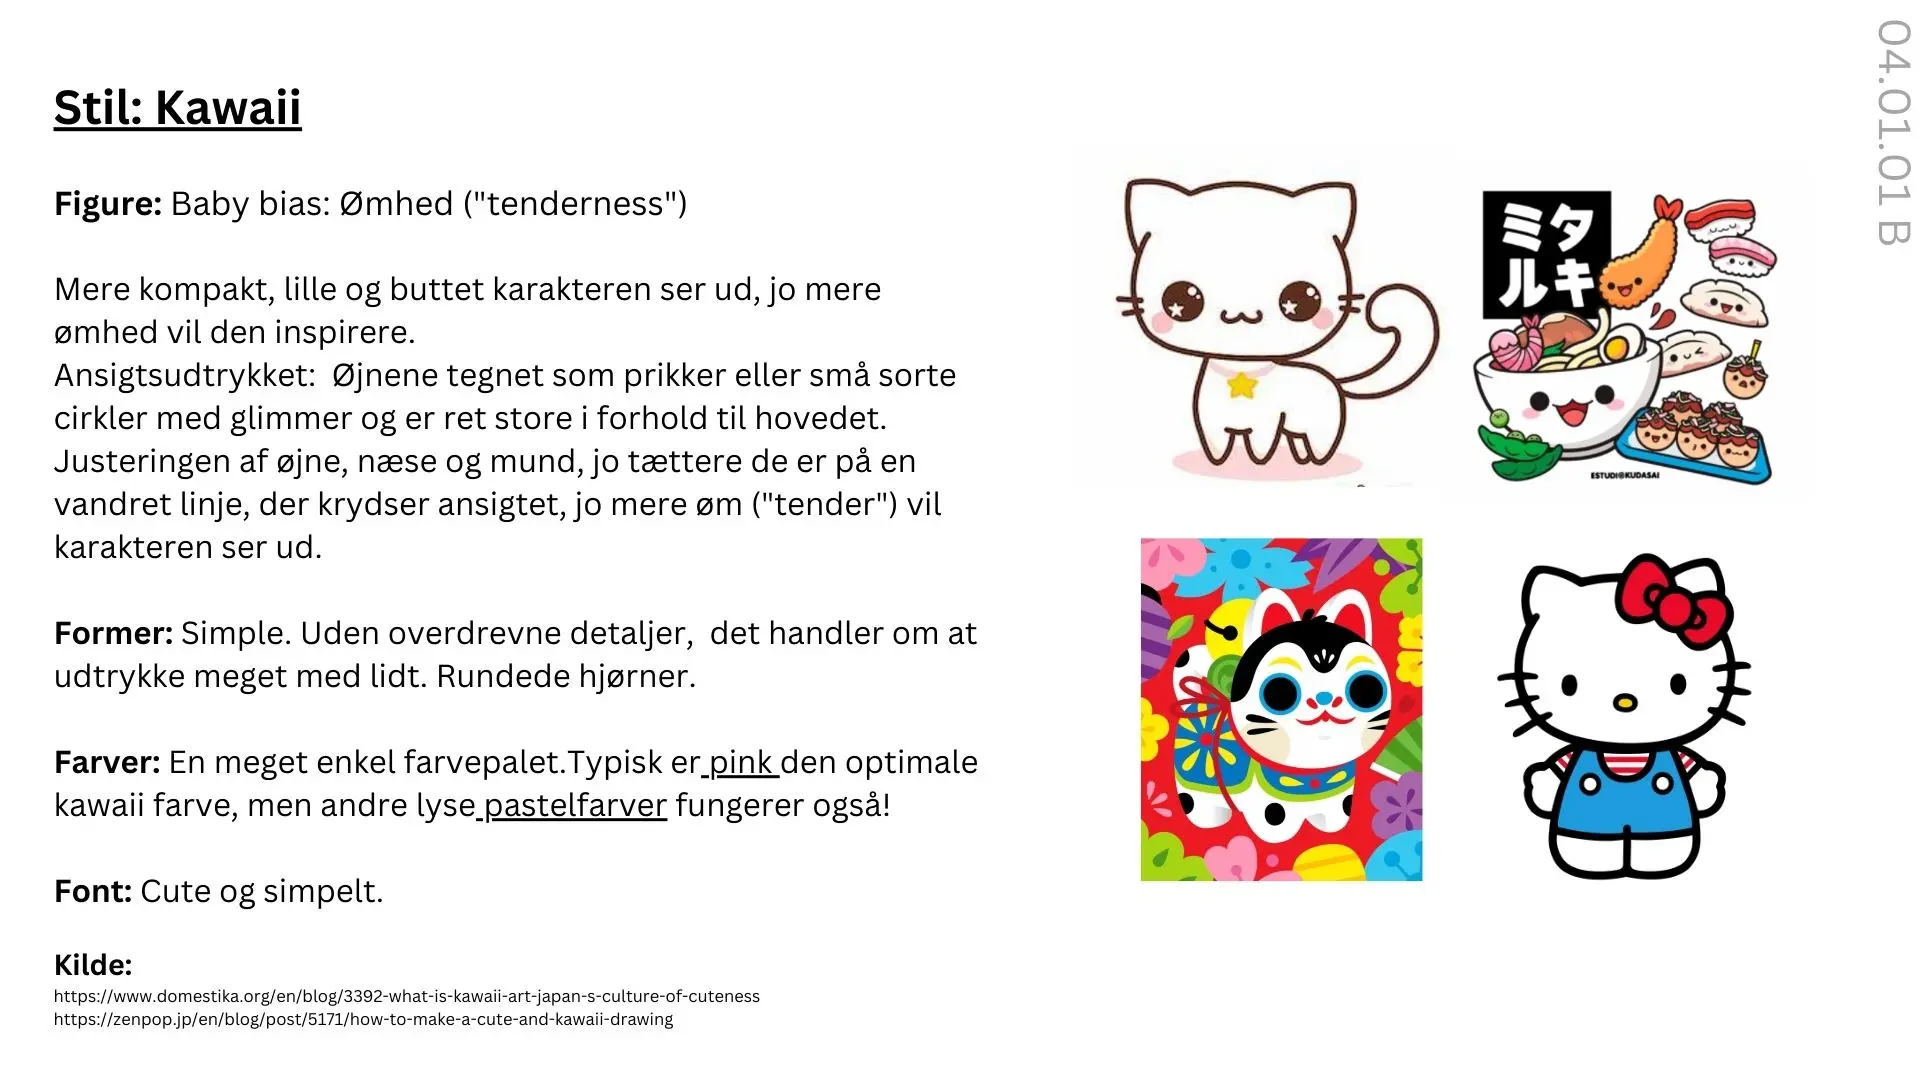 Stil: Kawaii
Figure: Baby bias: Ømhed ("tenderness")
Mere kompakt, lille og buttet karakteren ser ud, jo mere
ømhed vil den inspirere.
Ansigtsudtrykket:  Øjnene tegnet som prikker eller små sorte
cirkler med glimmer og er ret store i forhold til hovedet.
Justeringen af øjne, næse og mund, jo tættere de er på en
vandret linje, der krydser ansigtet, jo mere øm ("tender") vil
karakteren ser ud.
Former: Simple. Uden overdrevne detaljer,  det handler om at
udtrykke meget med lidt. Rundede hjørner.
Farver: En meget enkel farvepalet.Typisk er pink den optimale
kawaii farve, men andre lyse pastelfarver fungerer også!
Font: Cute og simpelt.
Kilde:
https://www.domestika.org/en/blog/3392-what-is-kawaii-art-japan-s-culture-of-cuteness
https://zenpop.jp/en/blog/post/5171/how-to-make-a-cute-and-kawaii-drawing
ミタ
ルキ
ESTUDI@KUDASAI
04.01.01 B